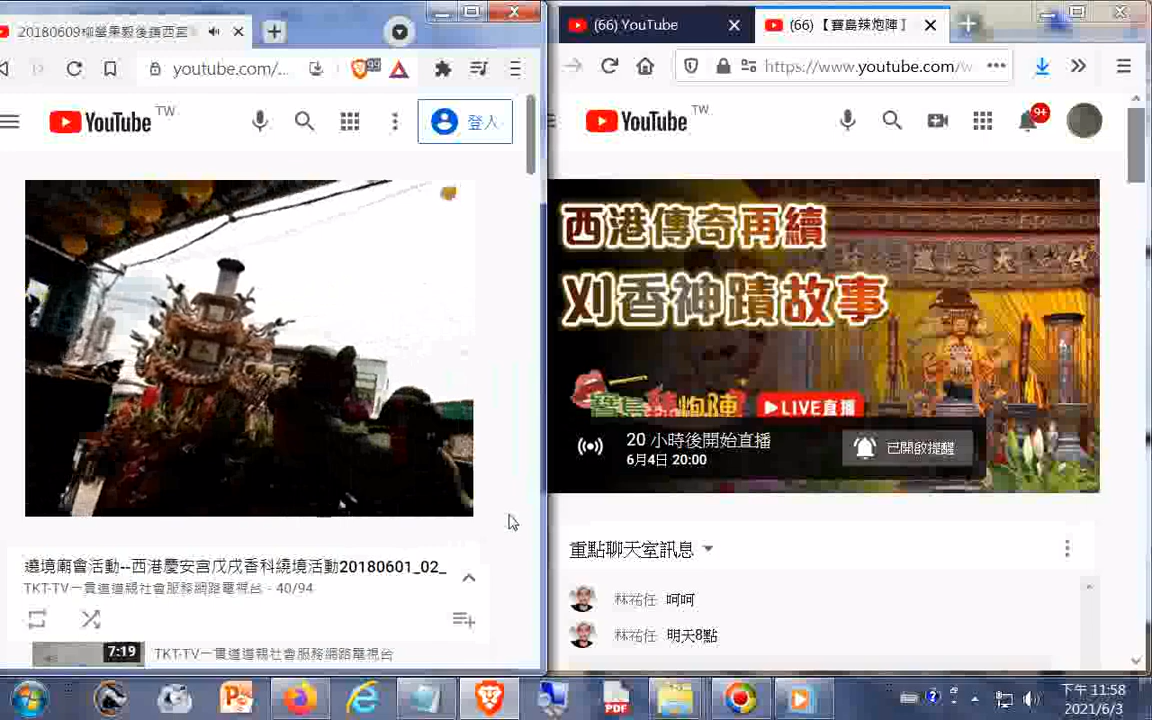 20180609柳營果毅後鎮西宮
youtube.com/...
99
YouTube TW
登入
遶境廟會活動--西港慶安宮戊戌香科繞境活動20180601_02_
TKT-TV一貫道道親社會服務網路電視台 - 40/94
7:19
TKT-TV一貫道道親社會服務網路電視台
(66) YouTube
(66) 【寶島辣炮陣】
https://www.youtube.com/w
YouTube TW
9+
西港傳奇再續
刈香神蹟故事
寶島辣炮陣
LIVE直播
20 小時後開始直播
6月4日 20:00
已開啟提醒
重點聊天室訊息
林祐任 呵呵
林祐任 明天8點
PDF
下午 11:58
2021/6/3